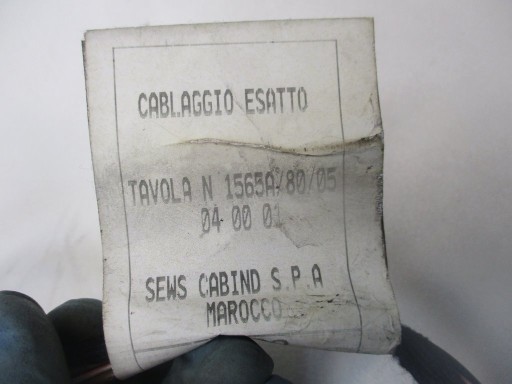 CABLAGGIO ESATTO
TAVOLA N 1565A/80/05
04 00 01
SEWS CABIND S.P.A
MAROCCO